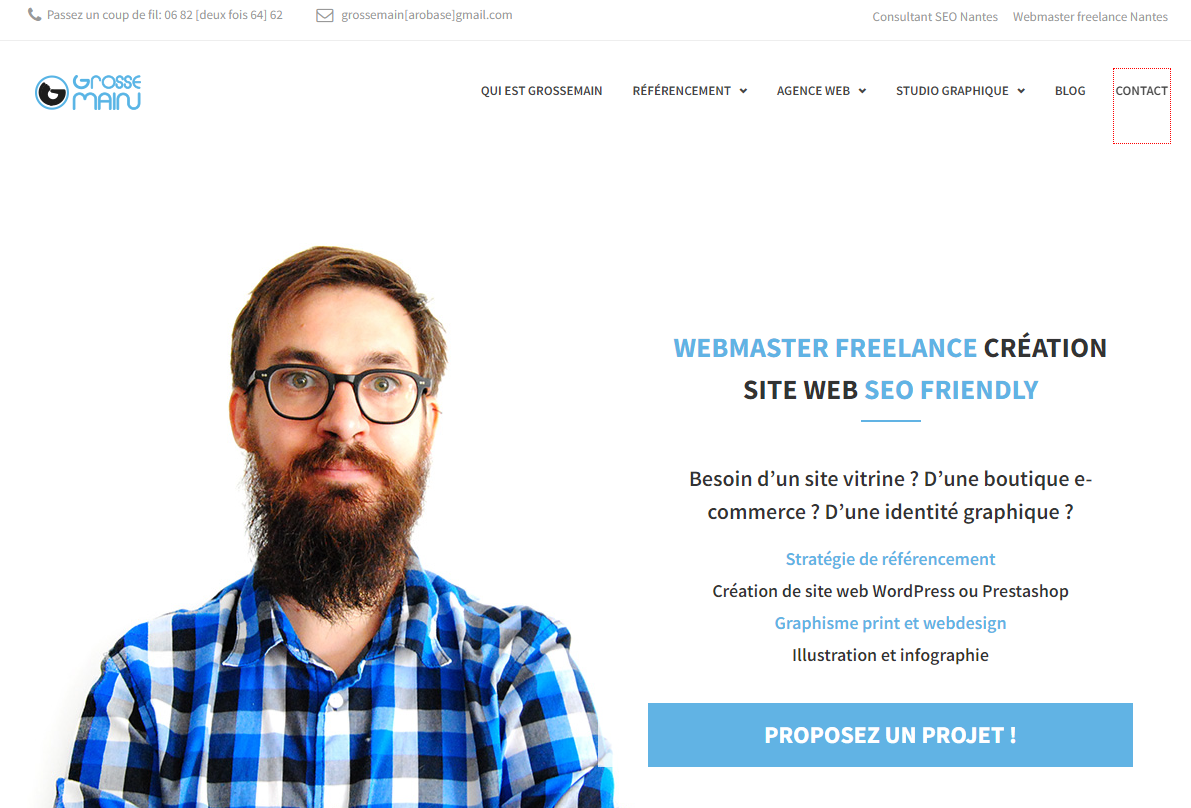 Passez un coup de fil: 06 82 [deux fois 64] 62
grossemain[arobase]gmail.com
Consultant SEO Nantes
Webmaster freelance Nantes
GROSSE
MAIN
QUI EST GROSSEMAIN
RÉFÉRENCEMENT
AGENCE WEB
STUDIO GRAPHIQUE
BLOG
CONTACT
WEBMASTER FREELANCE CRÉATION
SITE WEB SEO FRIENDLY
Besoin d’un site vitrine ? D’une boutique e-
commerce ? D’une identité graphique ?
Stratégie de référencement
Création de site web WordPress ou Prestashop
Graphisme print et webdesign
Illustration et infographie
PROPOSEZ UN PROJET !